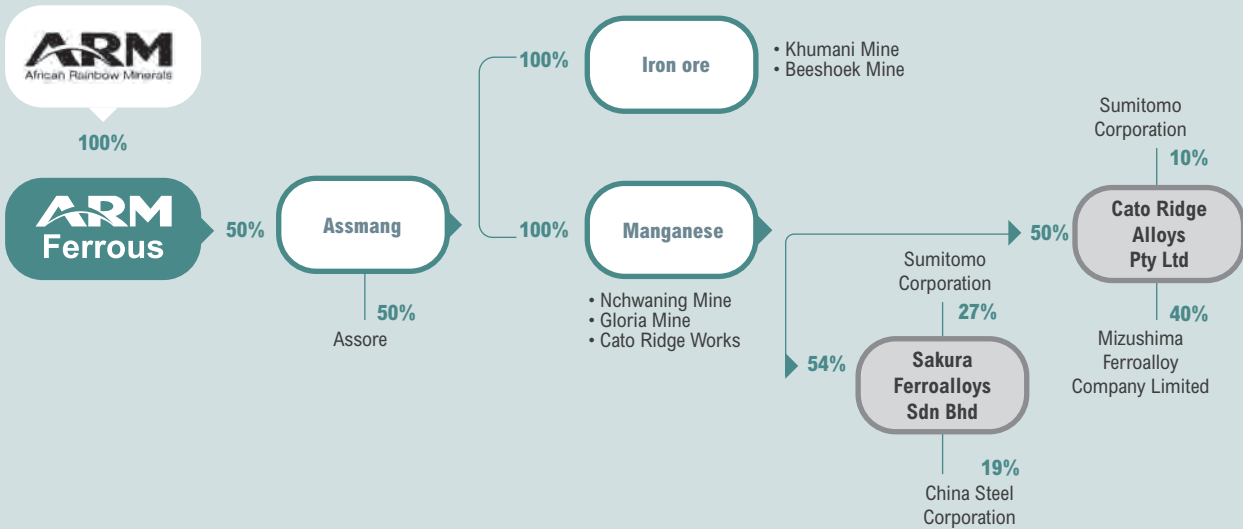 ARM
African Rainbow Minerals
100%
ARM
Ferrous
50%
Assmang
50%
Assore
100%
Iron ore
• Khumani Mine
• Beeshoek Mine
100%
Manganese
• Nchwaning Mine
• Gloria Mine
• Cato Ridge Works
54%
Sumitomo
Corporation
27%
Sakura
Ferroalloys
Sdn Bhd
19%
China Steel
Corporation
50%
Sumitomo
Corporation
10%
Cato Ridge
Alloys
Pty Ltd
40%
Mizushima
Ferroalloy
Company Limited